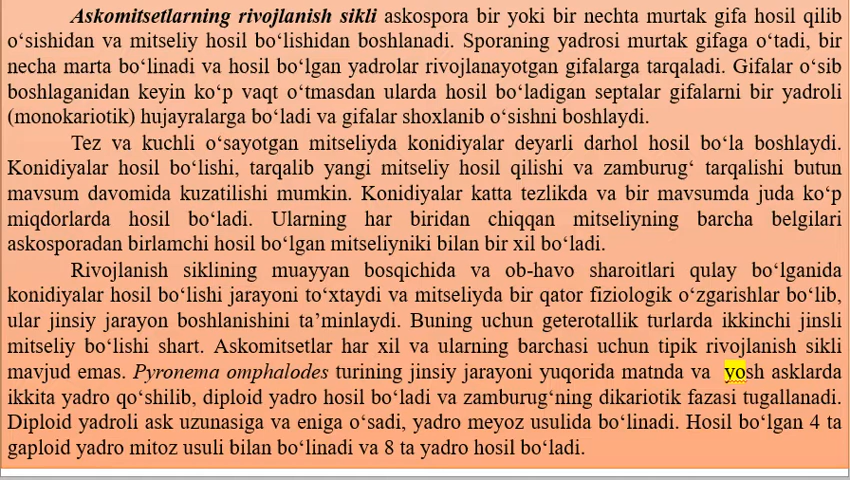 Askomitsetlarning rivojlanish sikli askospora bir yoki bir nechta murtak gifa hosil qilib
o‘sishidan va mitseliy hosil bo‘lishidan boshlanadi. Sporaning yadrosi murtak gifaga o‘tadi, bir
necha marta bo‘linadi va hosil bo‘lgan yadrolar rivojlanayotgan gifalarga tarqaladi. Gifalar o‘sib
boshlaganidan keyin ko‘p vaqt o‘tmasdan ularda hosil bo‘ladigan septalar gifalarni bir yadroli
(monokariotik) hujayralarga bo‘ladi va gifalar shoxlanib o‘sishni boshlaydi.
Tez va kuchli o‘sayotgan mitseliyda konidiyalar deyarli darhol hosil bo‘la boshlaydi.
Konidiyalar hosil bo‘lishi, tarqalib yangi mitseliy hosil qilishi va zamburug‘ tarqalishi butun
mavsum davomida kuzatilishi mumkin. Konidiyalar katta tezlikda va bir mavsumda juda ko‘p
miqdorlarda hosil bo‘ladi. Ularning har biridan chiqqan mitseliyning barcha belgilari
askosporadan birlamchi hosil bo‘lgan mitseliyniki bilan bir xil bo‘ladi.
Rivojlanish siklining muayyan bosqichida va ob-havo sharoitlari qulay bo‘lganida
konidiyalar hosil bo‘lishi jarayoni to‘xtaydi va mitseliyda bir qator fiziologik o‘zgarishlar bo‘lib,
ular jinsiy jarayon boshlanishini ta’minlaydi. Buning uchun geterotallik turlarda ikkinchi jinsli
mitseliy bo‘lishi shart. Askomitsetlar har xil va ularning barchasi uchun tipik rivojlanish sikli
mavjud emas. Pyronema omphalodes turining jinsiy jarayoni yuqorida matnda va yosh asklarda
ikkita yadro qo‘shilib, diploid yadro hosil bo‘ladi va zamburug‘ning dikariotik fazasi tugallanadi.
Diploid yadroli ask uzunasiga va eniga o‘sadi, yadro meyoz usulida bo‘linadi. Hosil bo‘lgan 4 ta
gaploid yadro mitoz usuli bilan bo‘linadi va 8 ta yadro hosil bo‘ladi.